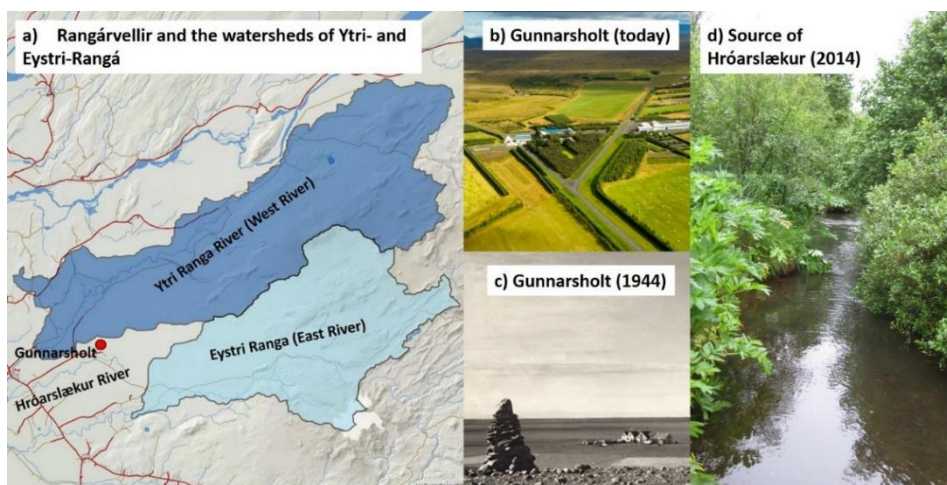 a) Rangárvellir and the watersheds of Ytri- and
Eystri-Rangá
Ytri Ranga River (West River)
Eystri Ranga (East River)
Gunnarsholt
Hróarslækur River
b) Gunnarsholt (today)
c) Gunnarsholt (1944)
d) Source of
Hróarslækur (2014)